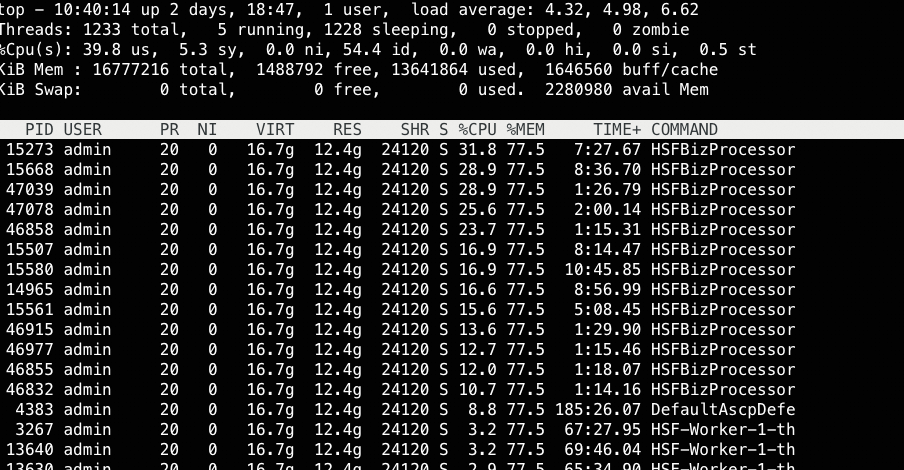 top - 10:40:14 up 2 days, 18:47,  1 user,  load average: 4.32, 4.98, 6.62
Threads: 1233 total,   5 running, 1228 sleeping,   0 stopped,   0 zombie
%Cpu(s): 39.8 us,  5.3 sy,  0.0 ni, 54.4 id,  0.0 wa,  0.0 hi,  0.0 si,  0.5 st
KiB Mem : 16777216 total,  1488792 free, 13641864 used,  1646560 buff/cache
KiB Swap:        0 total,        0 free,        0 used.  2280980 avail Mem
PID USER      PR  NI    VIRT    RES    SHR S %CPU %MEM     TIME+ COMMAND
15273 admin     20   0   16.7g  12.4g  24120 S 31.8 77.5   7:27.67 HSFBizProcessor
15668 admin     20   0   16.7g  12.4g  24120 S 28.9 77.5   8:36.70 HSFBizProcessor
47039 admin     20   0   16.7g  12.4g  24120 S 28.9 77.5   1:26.79 HSFBizProcessor
47078 admin     20   0   16.7g  12.4g  24120 S 25.6 77.5   2:00.14 HSFBizProcessor
46858 admin     20   0   16.7g  12.4g  24120 S 23.7 77.5   1:15.31 HSFBizProcessor
15507 admin     20   0   16.7g  12.4g  24120 S 16.9 77.5   8:14.47 HSFBizProcessor
15580 admin     20   0   16.7g  12.4g  24120 S 16.9 77.5  10:45.85 HSFBizProcessor
14965 admin     20   0   16.7g  12.4g  24120 S 16.6 77.5   8:56.99 HSFBizProcessor
15561 admin     20   0   16.7g  12.4g  24120 S 15.6 77.5   5:08.45 HSFBizProcessor
46915 admin     20   0   16.7g  12.4g  24120 S 13.6 77.5   1:29.90 HSFBizProcessor
46977 admin     20   0   16.7g  12.4g  24120 S 12.7 77.5   1:15.46 HSFBizProcessor
46855 admin     20   0   16.7g  12.4g  24120 S 12.0 77.5   1:18.07 HSFBizProcessor
46832 admin     20   0   16.7g  12.4g  24120 S 10.7 77.5   1:14.16 HSFBizProcessor
4383 admin     20   0   16.7g  12.4g  24120 S  8.8 77.5 185:26.07 DefaultAscpDefe
3267 admin     20   0   16.7g  12.4g  24120 S  3.2 77.5  67:27.95 HSF-Worker-1-th
13640 admin     20   0   16.7g  12.4g  24120 S  3.2 77.5  69:46.04 HSF-Worker-1-th
13630 admin     20   0   16.7g  12.4g  24120 S  2.9 77.5  65:34.90 HSF-Worker-1-th